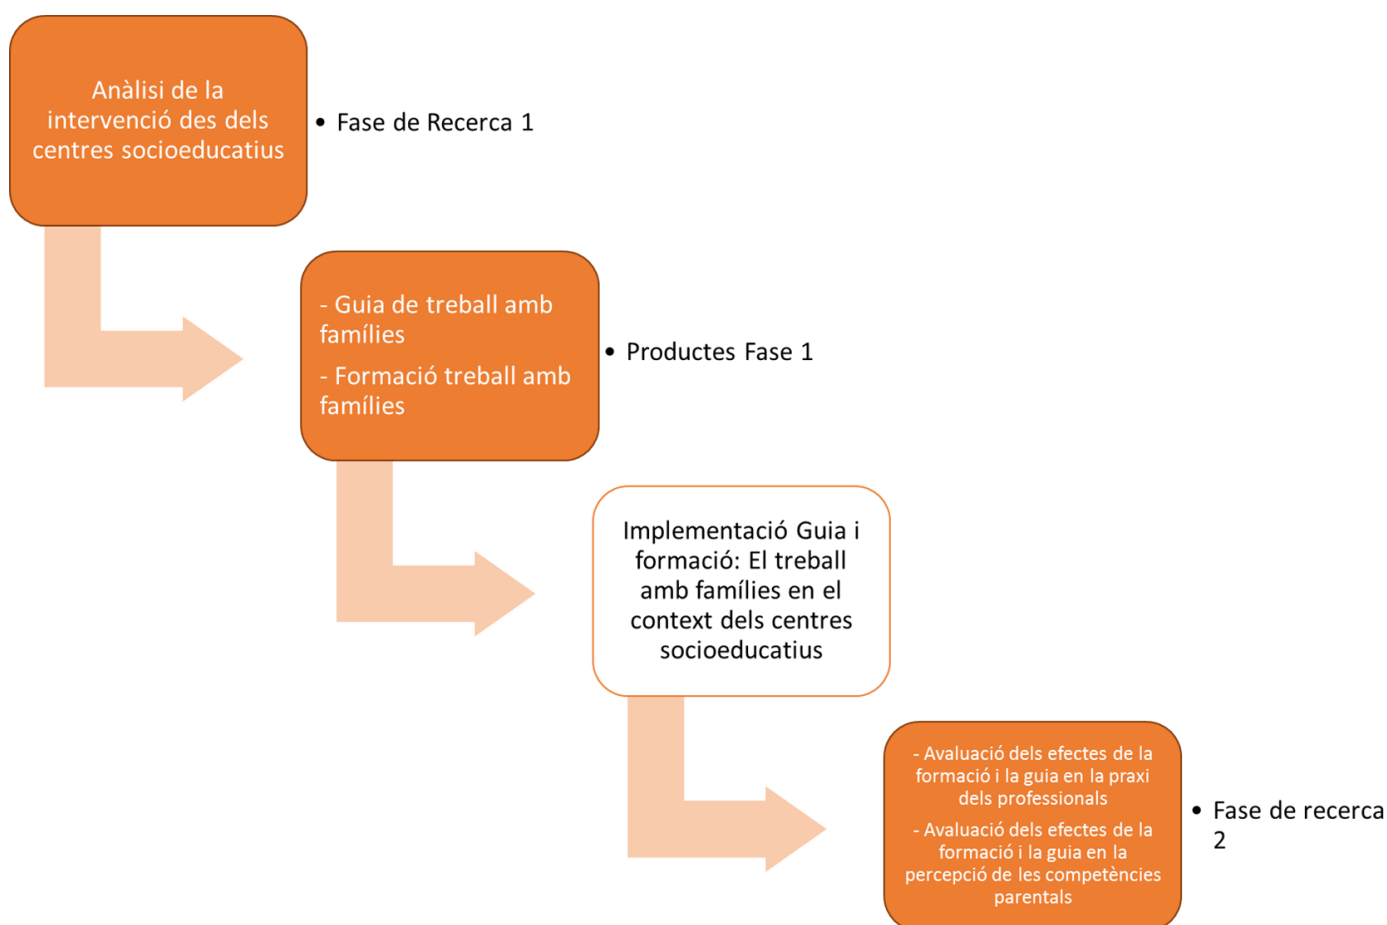 Anàlisi de la
intervenció des dels
centres socioeducatius
• Fase de Recerca 1
- Guia de treball amb
famílies
- Formació treball amb
famílies
• Productes Fase 1
Implementació Guia i
formació: El treball
amb famílies en el
context dels centres
socioeducatius
- Avaluació dels efectes de la
formació i la guia en la praxi
dels professionals
- Avaluació dels efectes de la
formació i la guia en la
percepció de les competències
parentals
• Fase de recerca
2